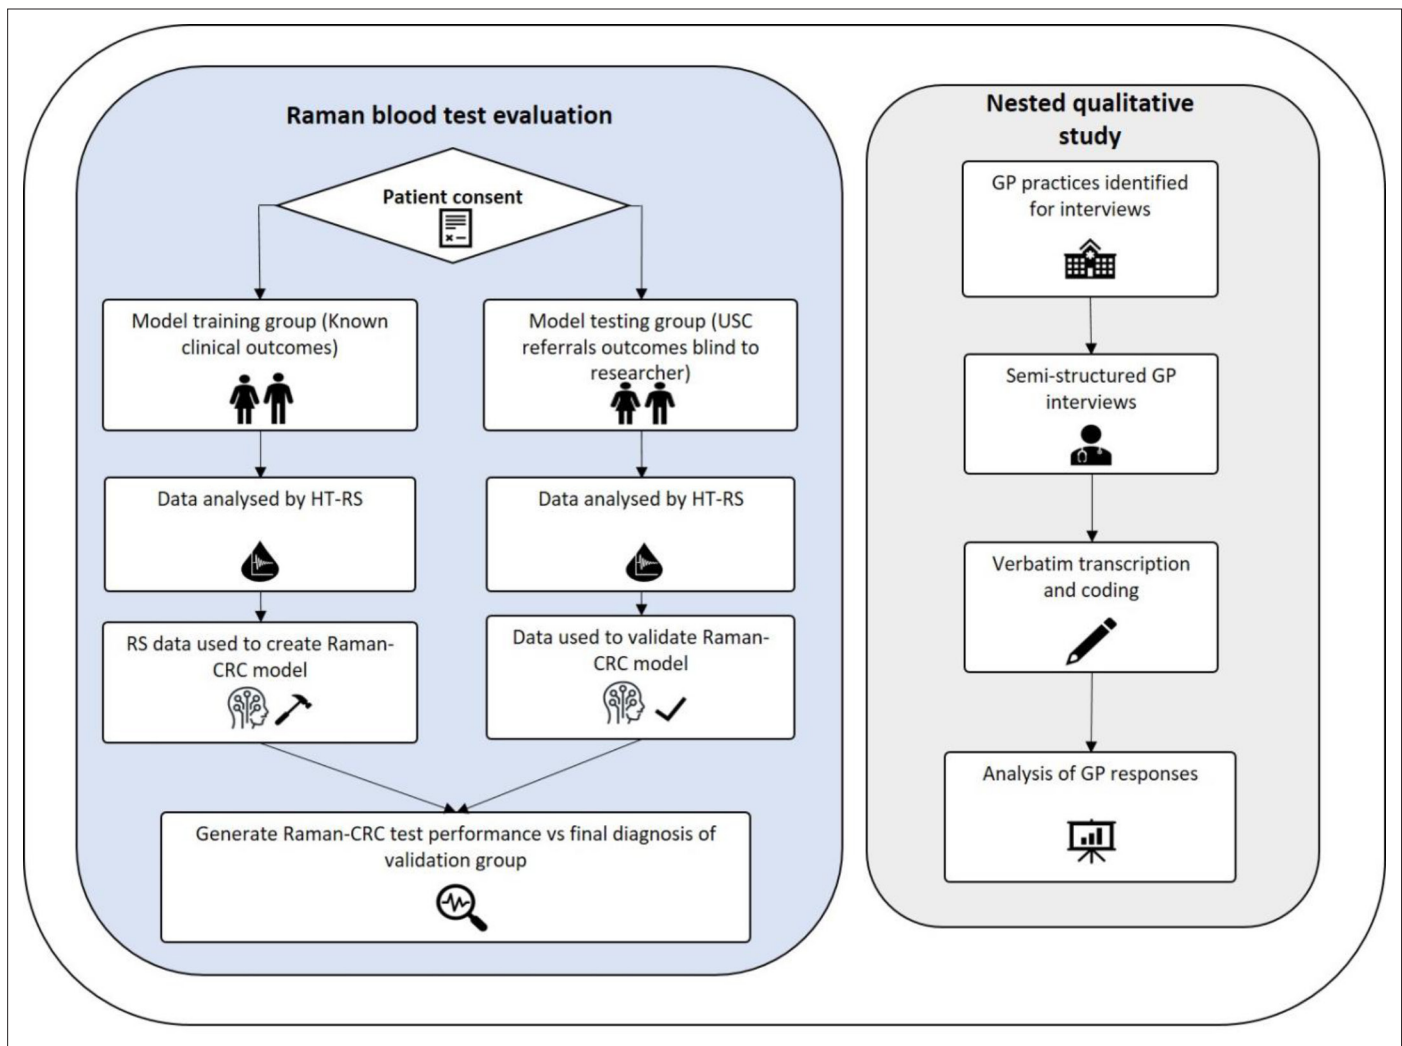 Raman blood test evaluation
Patient consent
Model training group (Known
clinical outcomes)
Model testing group (USC
referrals outcomes blind to
researcher)
Data analysed by HT-RS
Data analysed by HT-RS
RS data used to create Raman-
CRC model
Data used to validate Raman-
CRC model
Generate Raman-CRC test performance vs final diagnosis of
validation group
Nested qualitative
study
GP practices identified
for interviews
Semi-structured GP
interviews
Verbatim transcription
and coding
Analysis of GP responses